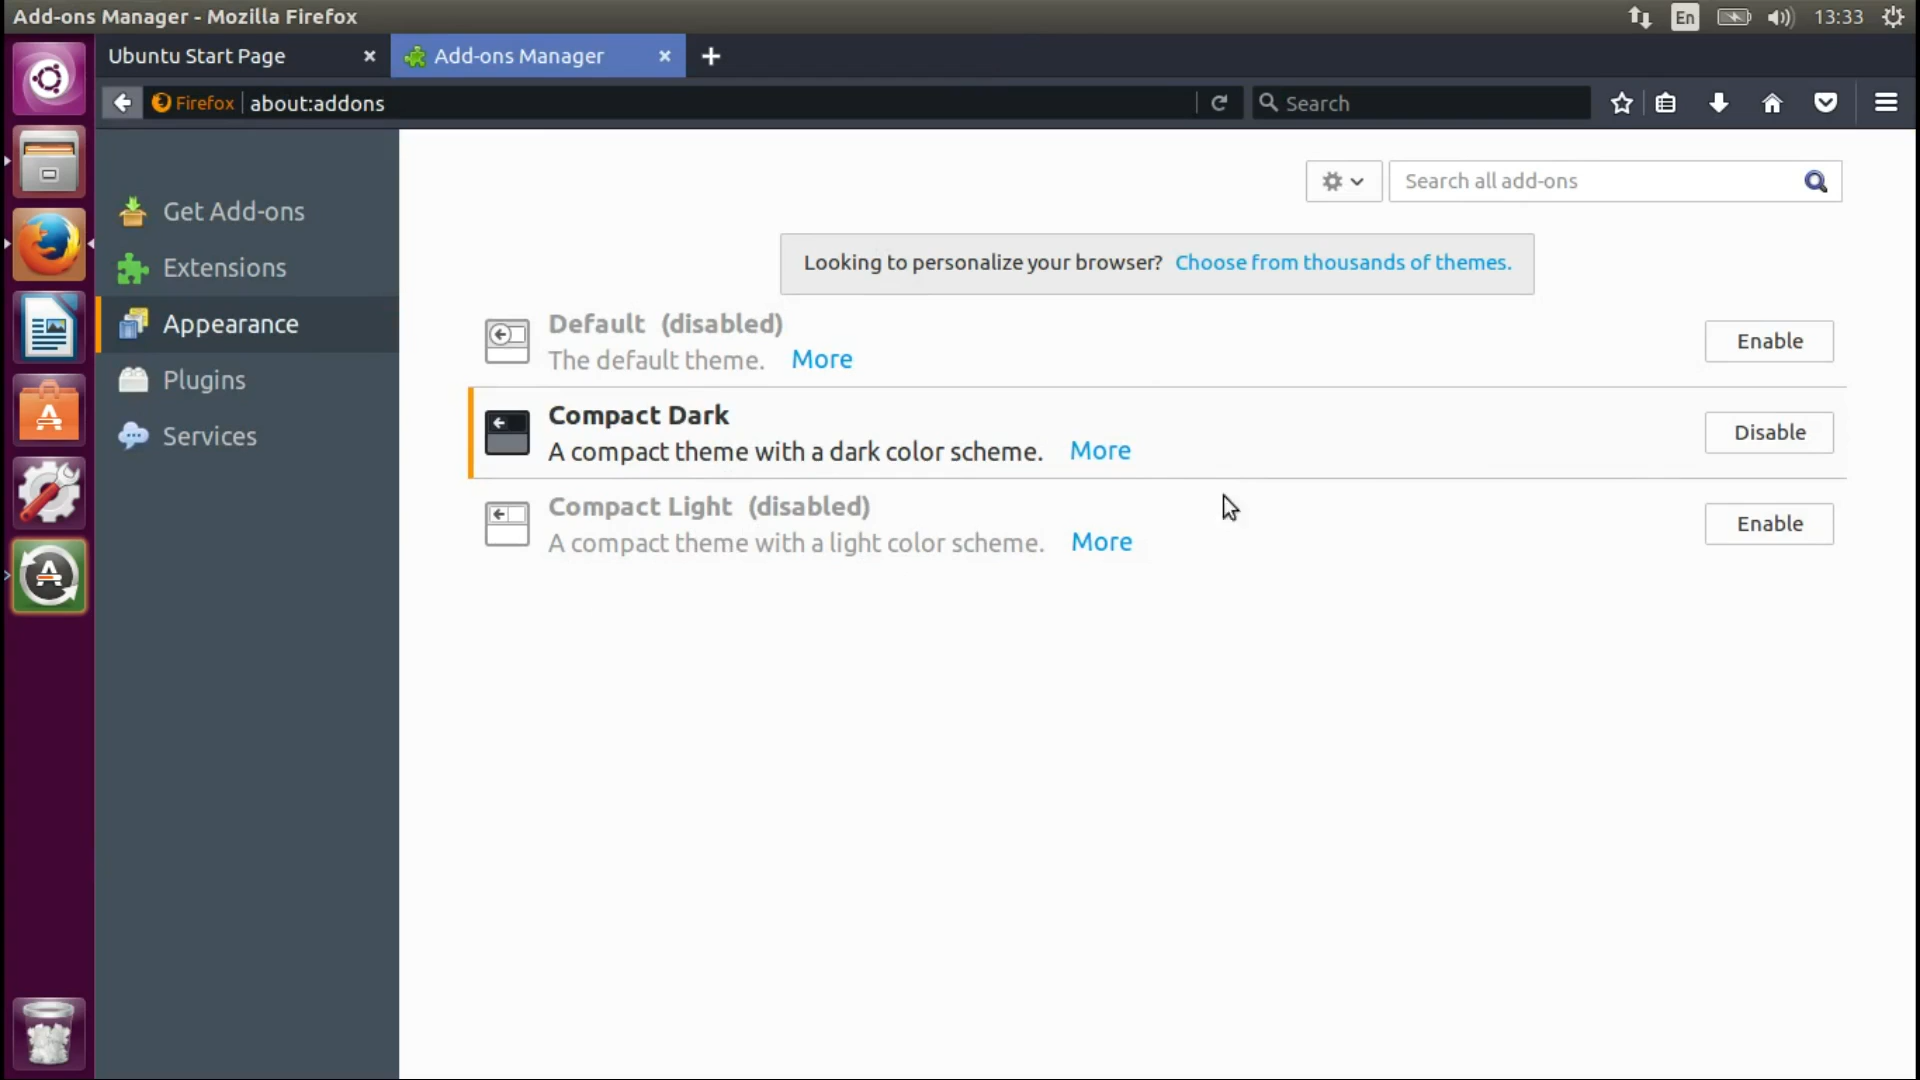 Add-ons Manager - Mozilla Firefox
En
13:33
Ubuntu Start Page
Add-ons Manager
Firefox
about:addons
Search
Search all add-ons
Get Add-ons
Extensions
Appearance
Plugins
Services
Looking to personalize your browser? Choose from thousands of themes.
Default (disabled)
The default theme. More
Enable
Compact Dark
A compact theme with a dark color scheme. More
Disable
Compact Light (disabled)
A compact theme with a light color scheme. More
Enable